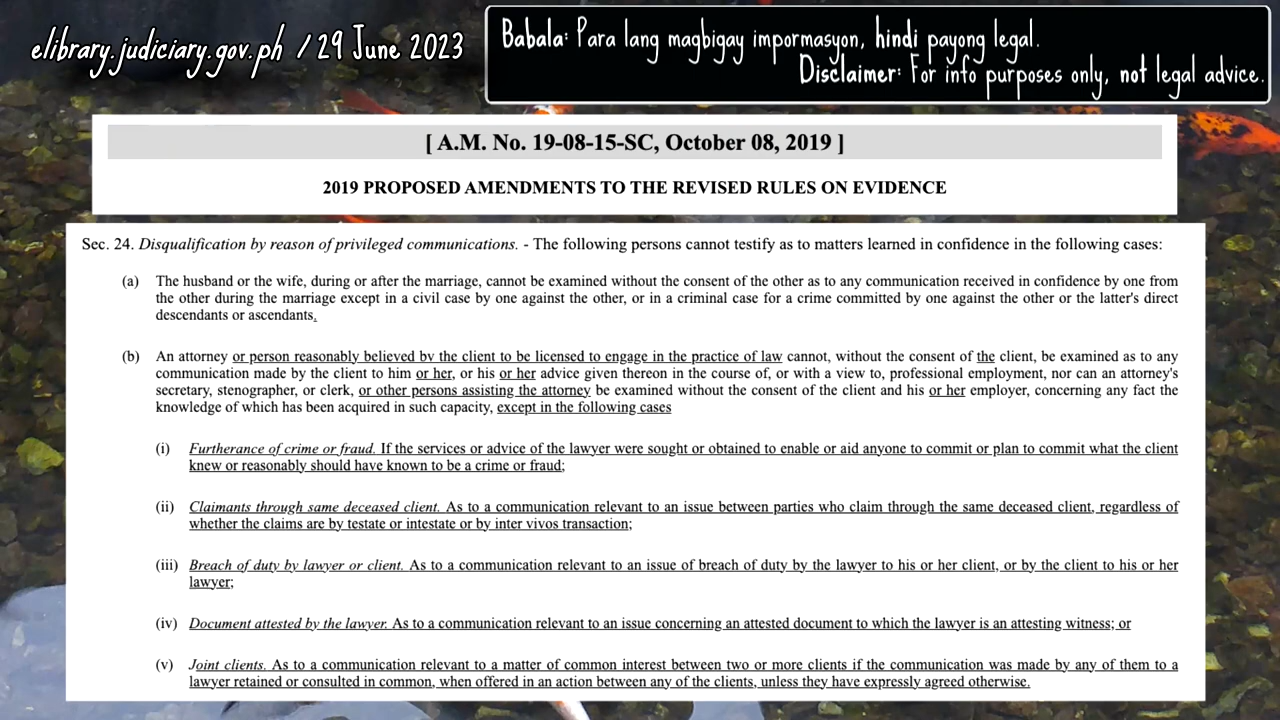 elibrary.judiciary.gov.ph / 29 June 2023
Babala: Para lang magbigay impormasyon, hindi payong legal.
Disclaimer: For info purposes only, not legal advice.
[ A.M. No. 19-08-15-SC, October 08, 2019 ]
2019 PROPOSED AMENDMENTS TO THE REVISED RULES ON EVIDENCE
Sec. 24. Disqualification by reason of privileged communications. - The following persons cannot testify as to matters learned in confidence in the following cases:
(a) The husband or the wife, during or after the marriage, cannot be examined without the consent of the other as to any communication received in confidence by one from
the other during the marriage except in a civil case by one against the other, or in a criminal case for a crime committed by one against the other or the latter's direct
descendants or ascendants.
(b) An attorney or person reasonably believed by the client to be licensed to engage in the practice of law cannot, without the consent of the client, be examined as to any
communication made by the client to him or her, or his or her advice given thereon in the course of, or with a view to, professional employment, nor can an attorney's
secretary, stenographer, or clerk, or other persons assisting the attorney be examined without the consent of the client and his or her employer, concerning any fact the
knowledge of which has been acquired in such capacity, except in the following cases
(i) Furtherance of crime or fraud. If the services or advice of the lawyer were sought or obtained to enable or aid anyone to commit or plan to commit what the client
knew or reasonably should have known to be a crime or fraud;
(ii) Claimants through same deceased client. As to a communication relevant to an issue between parties who claim through the same deceased client, regardless of
whether the claims are by testate or intestate or by inter vivos transaction;
(iii) Breach of duty by lawyer or client. As to a communication relevant to an issue of breach of duty by the lawyer to his or her client, or by the client to his or her
lawyer;
(iv) Document attested by the lawyer. As to a communication relevant to an issue concerning an attested document to which the lawyer is an attesting witness; or
(v) Joint clients. As to a communication relevant to a matter of common interest between two or more clients if the communication was made by any of them to a
lawyer retained or consulted in common, when offered in an action between any of the clients, unless they have expressly agreed otherwise.